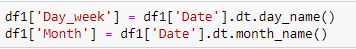 df1['Day_week'] = df1['Date'].dt.day_name()
df1['Month'] = df1['Date'].dt.month_name()